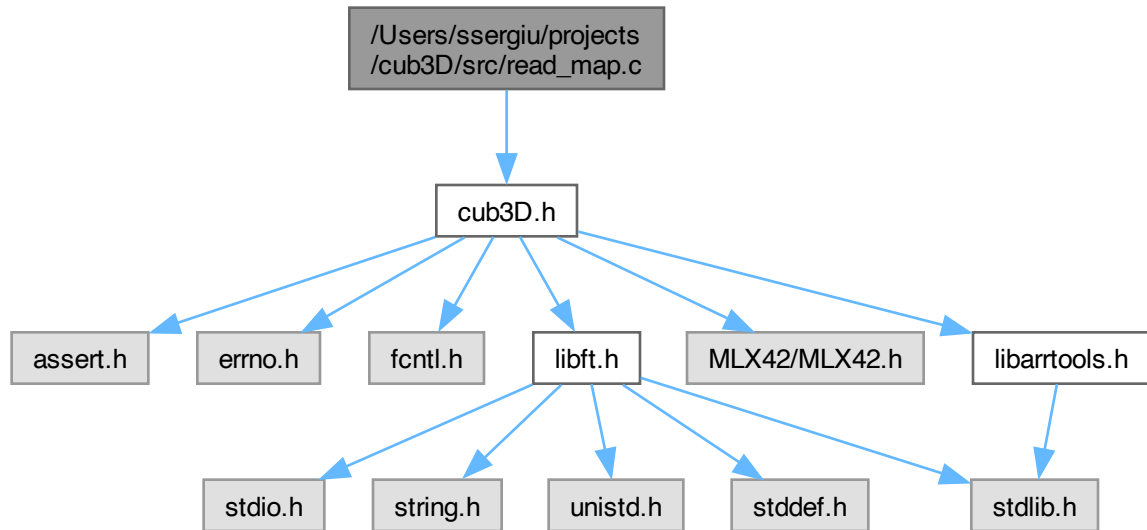 /Users/ssergiu/projects
/cub3D/src/read_map.c
cub3D.h
assert.h
errno.h
fcntl.h
libft.h
MLX42/MLX42.h
libarrtools.h
stdio.h
string.h
unistd.h
stddef.h
stdlib.h